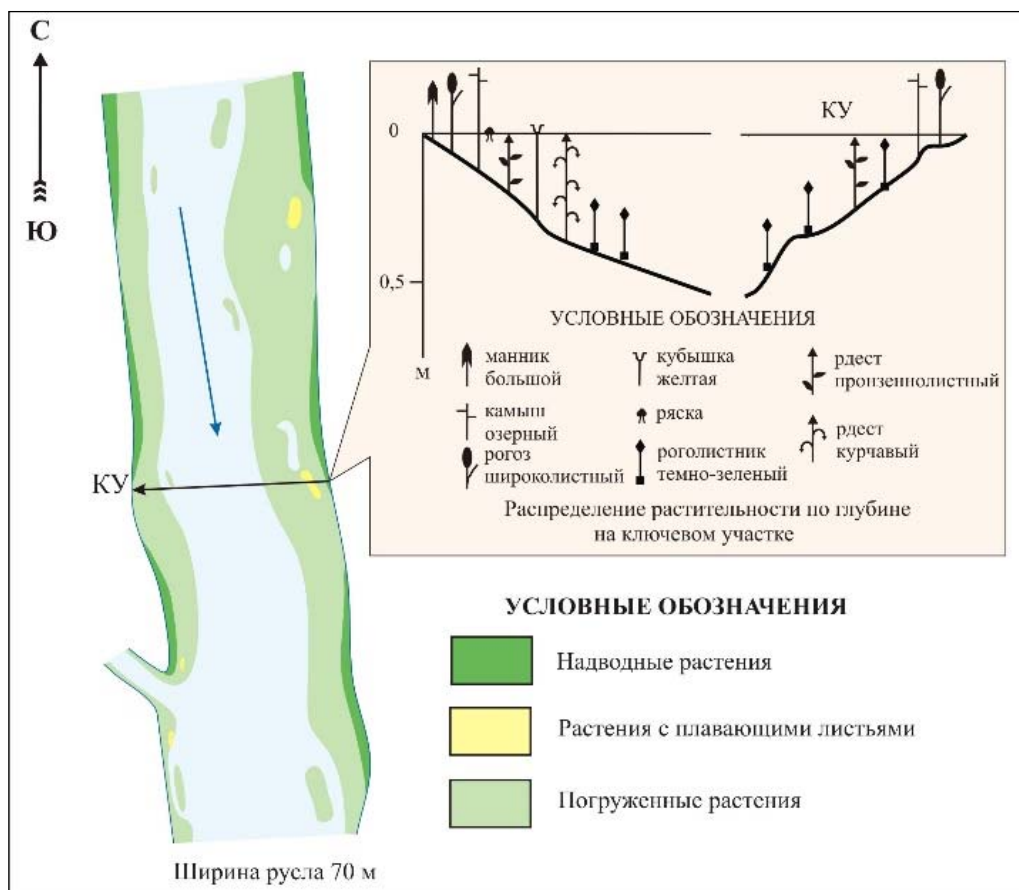 С
Ю
КУ
0
0,5
м
КУ
УСЛОВНЫЕ ОБОЗНАЧЕНИЯ
манник
большой
камыш
озерный
рогоз
широколистный
кубышка
желтая
ряска
роголистник
темно-зеленый
рдест
пронзеннолистный
рдест
курчавый
Распределение растительности по глубине
на ключевом участке
УСЛОВНЫЕ ОБОЗНАЧЕНИЯ
Надводные растения
Растения с плавающими листьями
Погруженные растения
Ширина русла 70 м